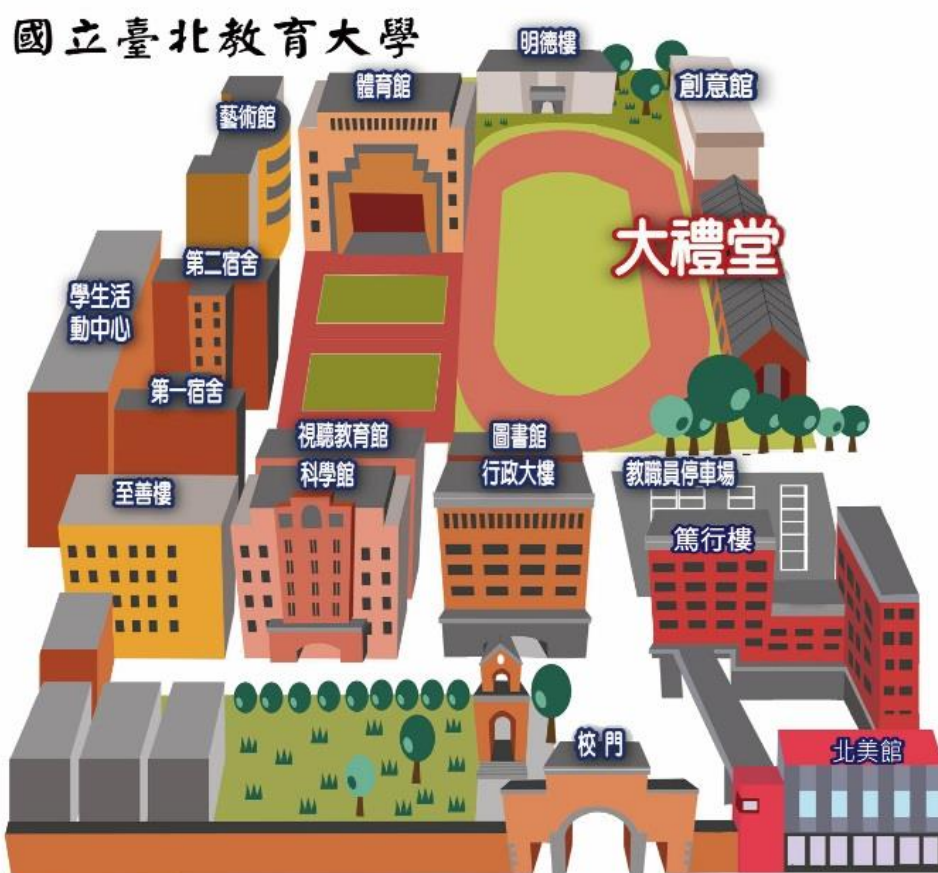 國立臺北教育大學
明德樓
體育館
創意館
藝術館
大禮堂
第二宿舍
學生活
動中心
第一宿舍
視聽教育館
圖書館
科學館
行政大樓
教職員停車場
至善樓
篤行樓
校門
北美館